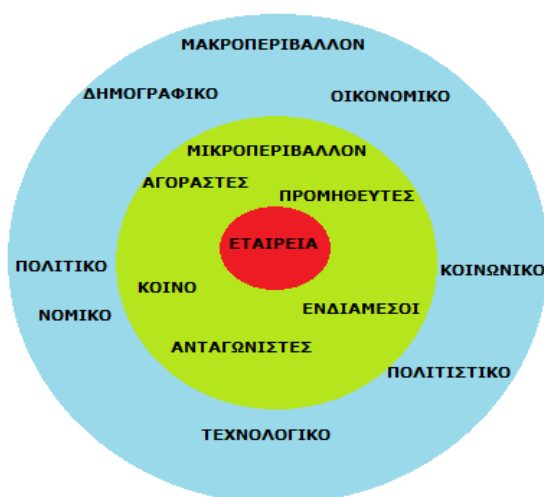 ΜΑΚΡΟΠΕΡΙΒΑΛΛΟΝ
ΔΗΜΟΓΡΑΦΙΚΟ
ΟΙΚΟΝΟΜΙΚΟ
ΜΙΚΡΟΠΕΡΙΒΑΛΛΟΝ
ΑΓΟΡΑΣΤΕΣ
ΠΡΟΜΗΘΕΥΤΕΣ
ΕΤΑΙΡΕΙΑ
ΠΟΛΙΤΙΚΟ
ΚΟΙΝΩΝΙΚΟ
ΚΟΙΝΟ
ΝΟΜΙΚΟ
ΕΝΔΙΑΜΕΣΟΙ
ΑΝΤΑΓΩΝΙΣΤΕΣ
ΠΟΛΙΤΙΣΤΙΚΟ
ΤΕΧΝΟΛΟΓΙΚΟ